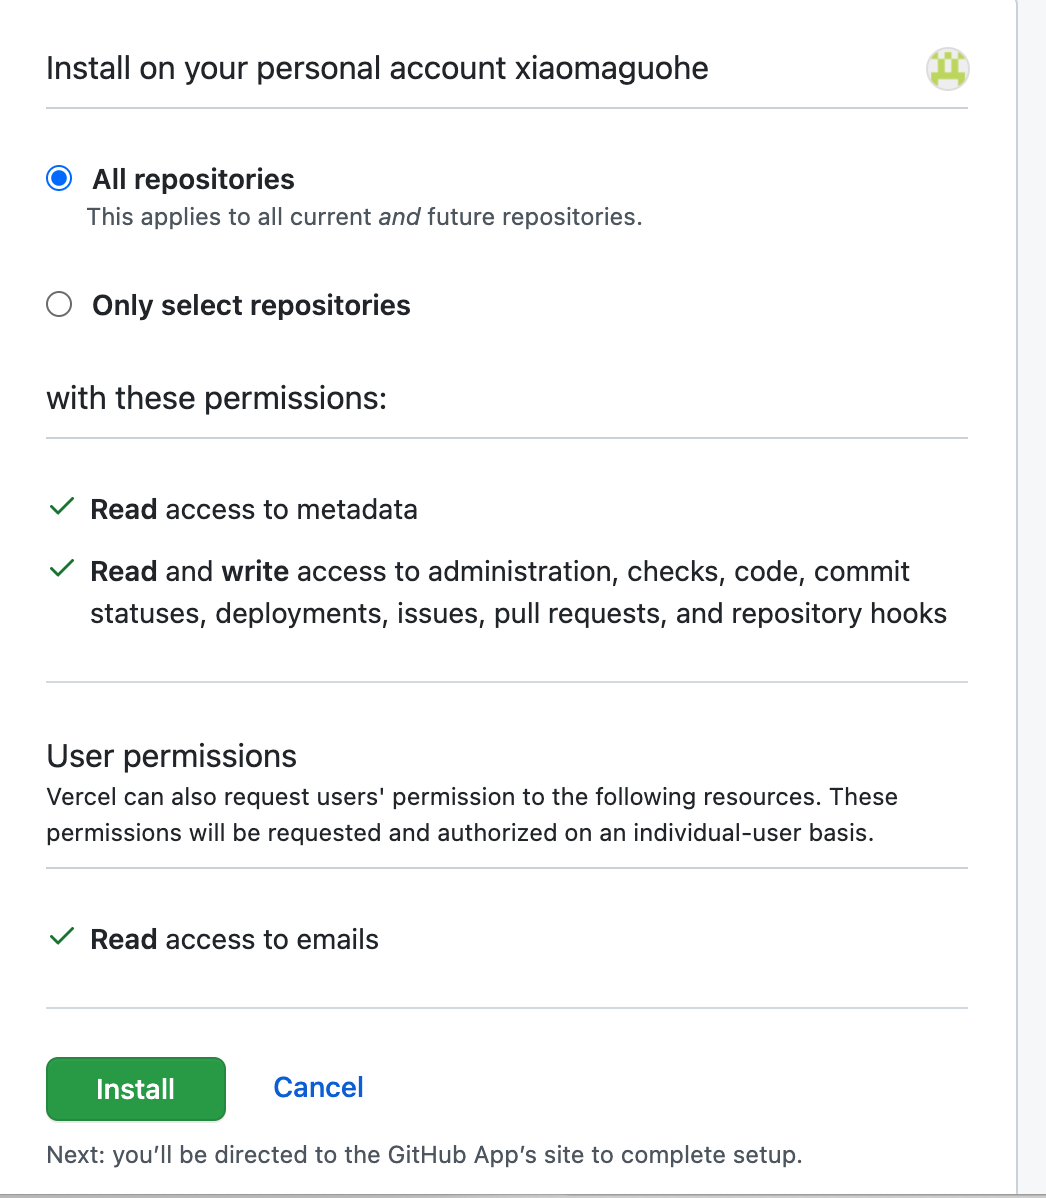 Install on your personal account xiaomaguohe
All repositories
This applies to all current and future repositories.
Only select repositories
with these permissions:
Read access to metadata
Read and write access to administration, checks, code, commit
statuses, deployments, issues, pull requests, and repository hooks
User permissions
Vercel can also request users' permission to the following resources. These
permissions will be requested and authorized on an individual-user basis.
Read access to emails
Install
Cancel
Next: you’ll be directed to the GitHub App’s site to complete setup.